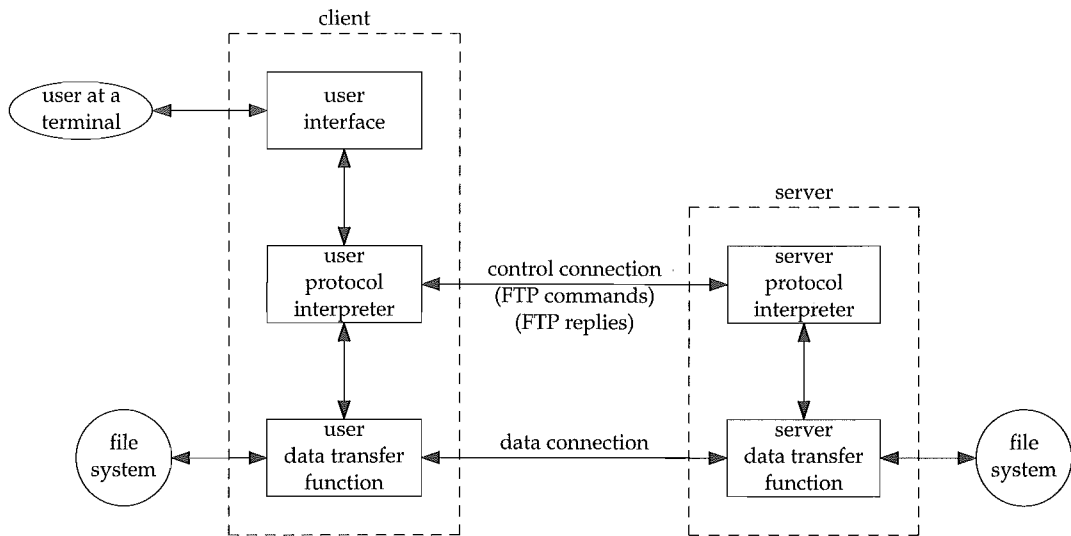 client
user at a
terminal
user
interface
server
user
protocol
interpreter
control connection
(FTP commands)
(FTP replies)
server
protocol
interpreter
file
system
user
data transfer
function
data connection
server
data transfer
function
file
system